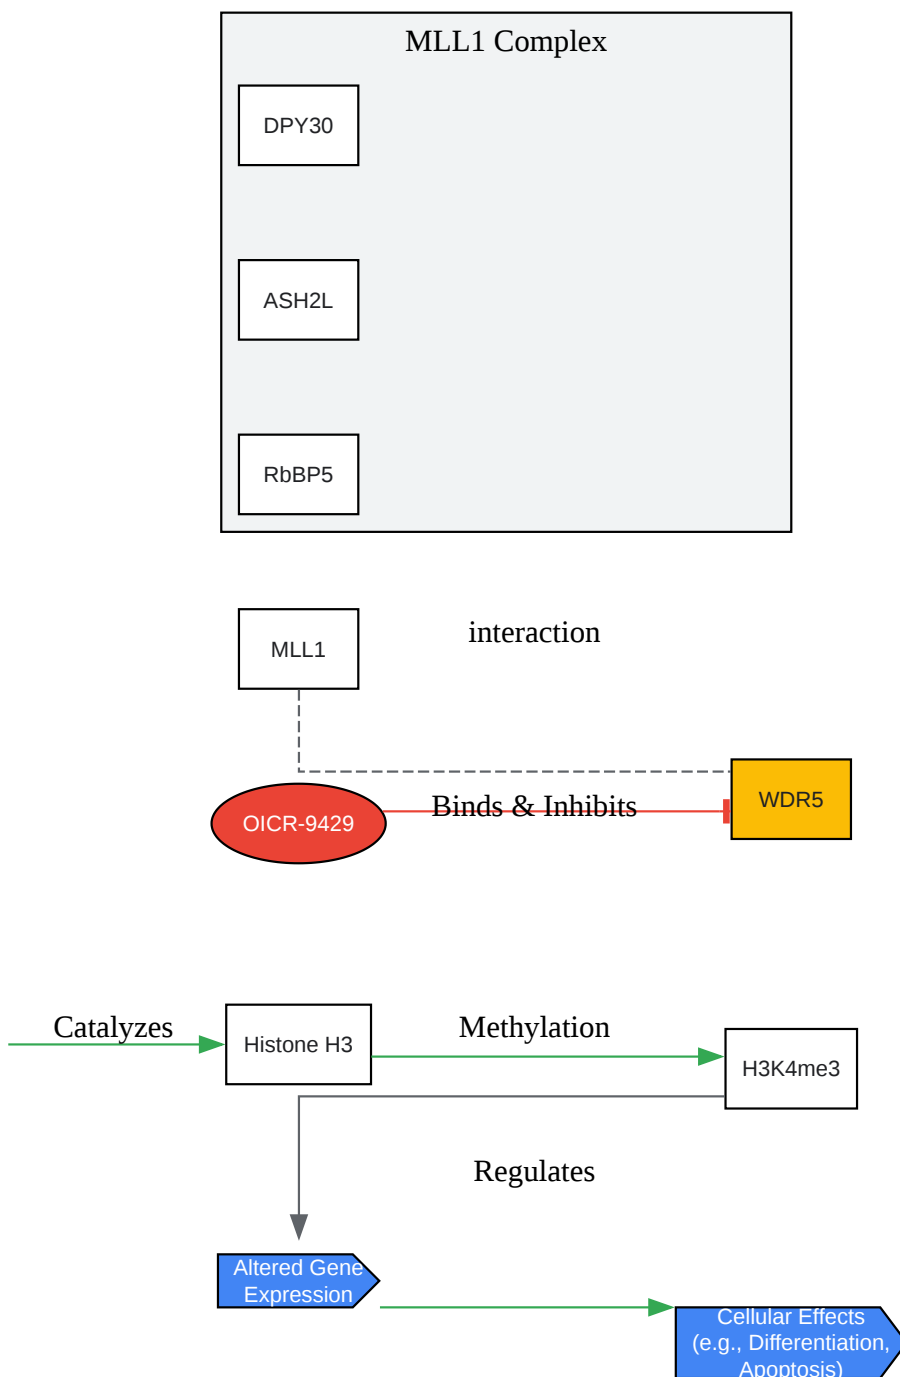 MLL1 Complex
DPY30
ASH2L
RbBP5
MLL1
interaction
WDR5
OICR-9429
Binds & Inhibits
Catalyzes
Histone H3
Methylation
H3K4me3
Regulates
Altered Gene
Expression
Cellular Effects
(e.g., Differentiation,
Apoptosis)